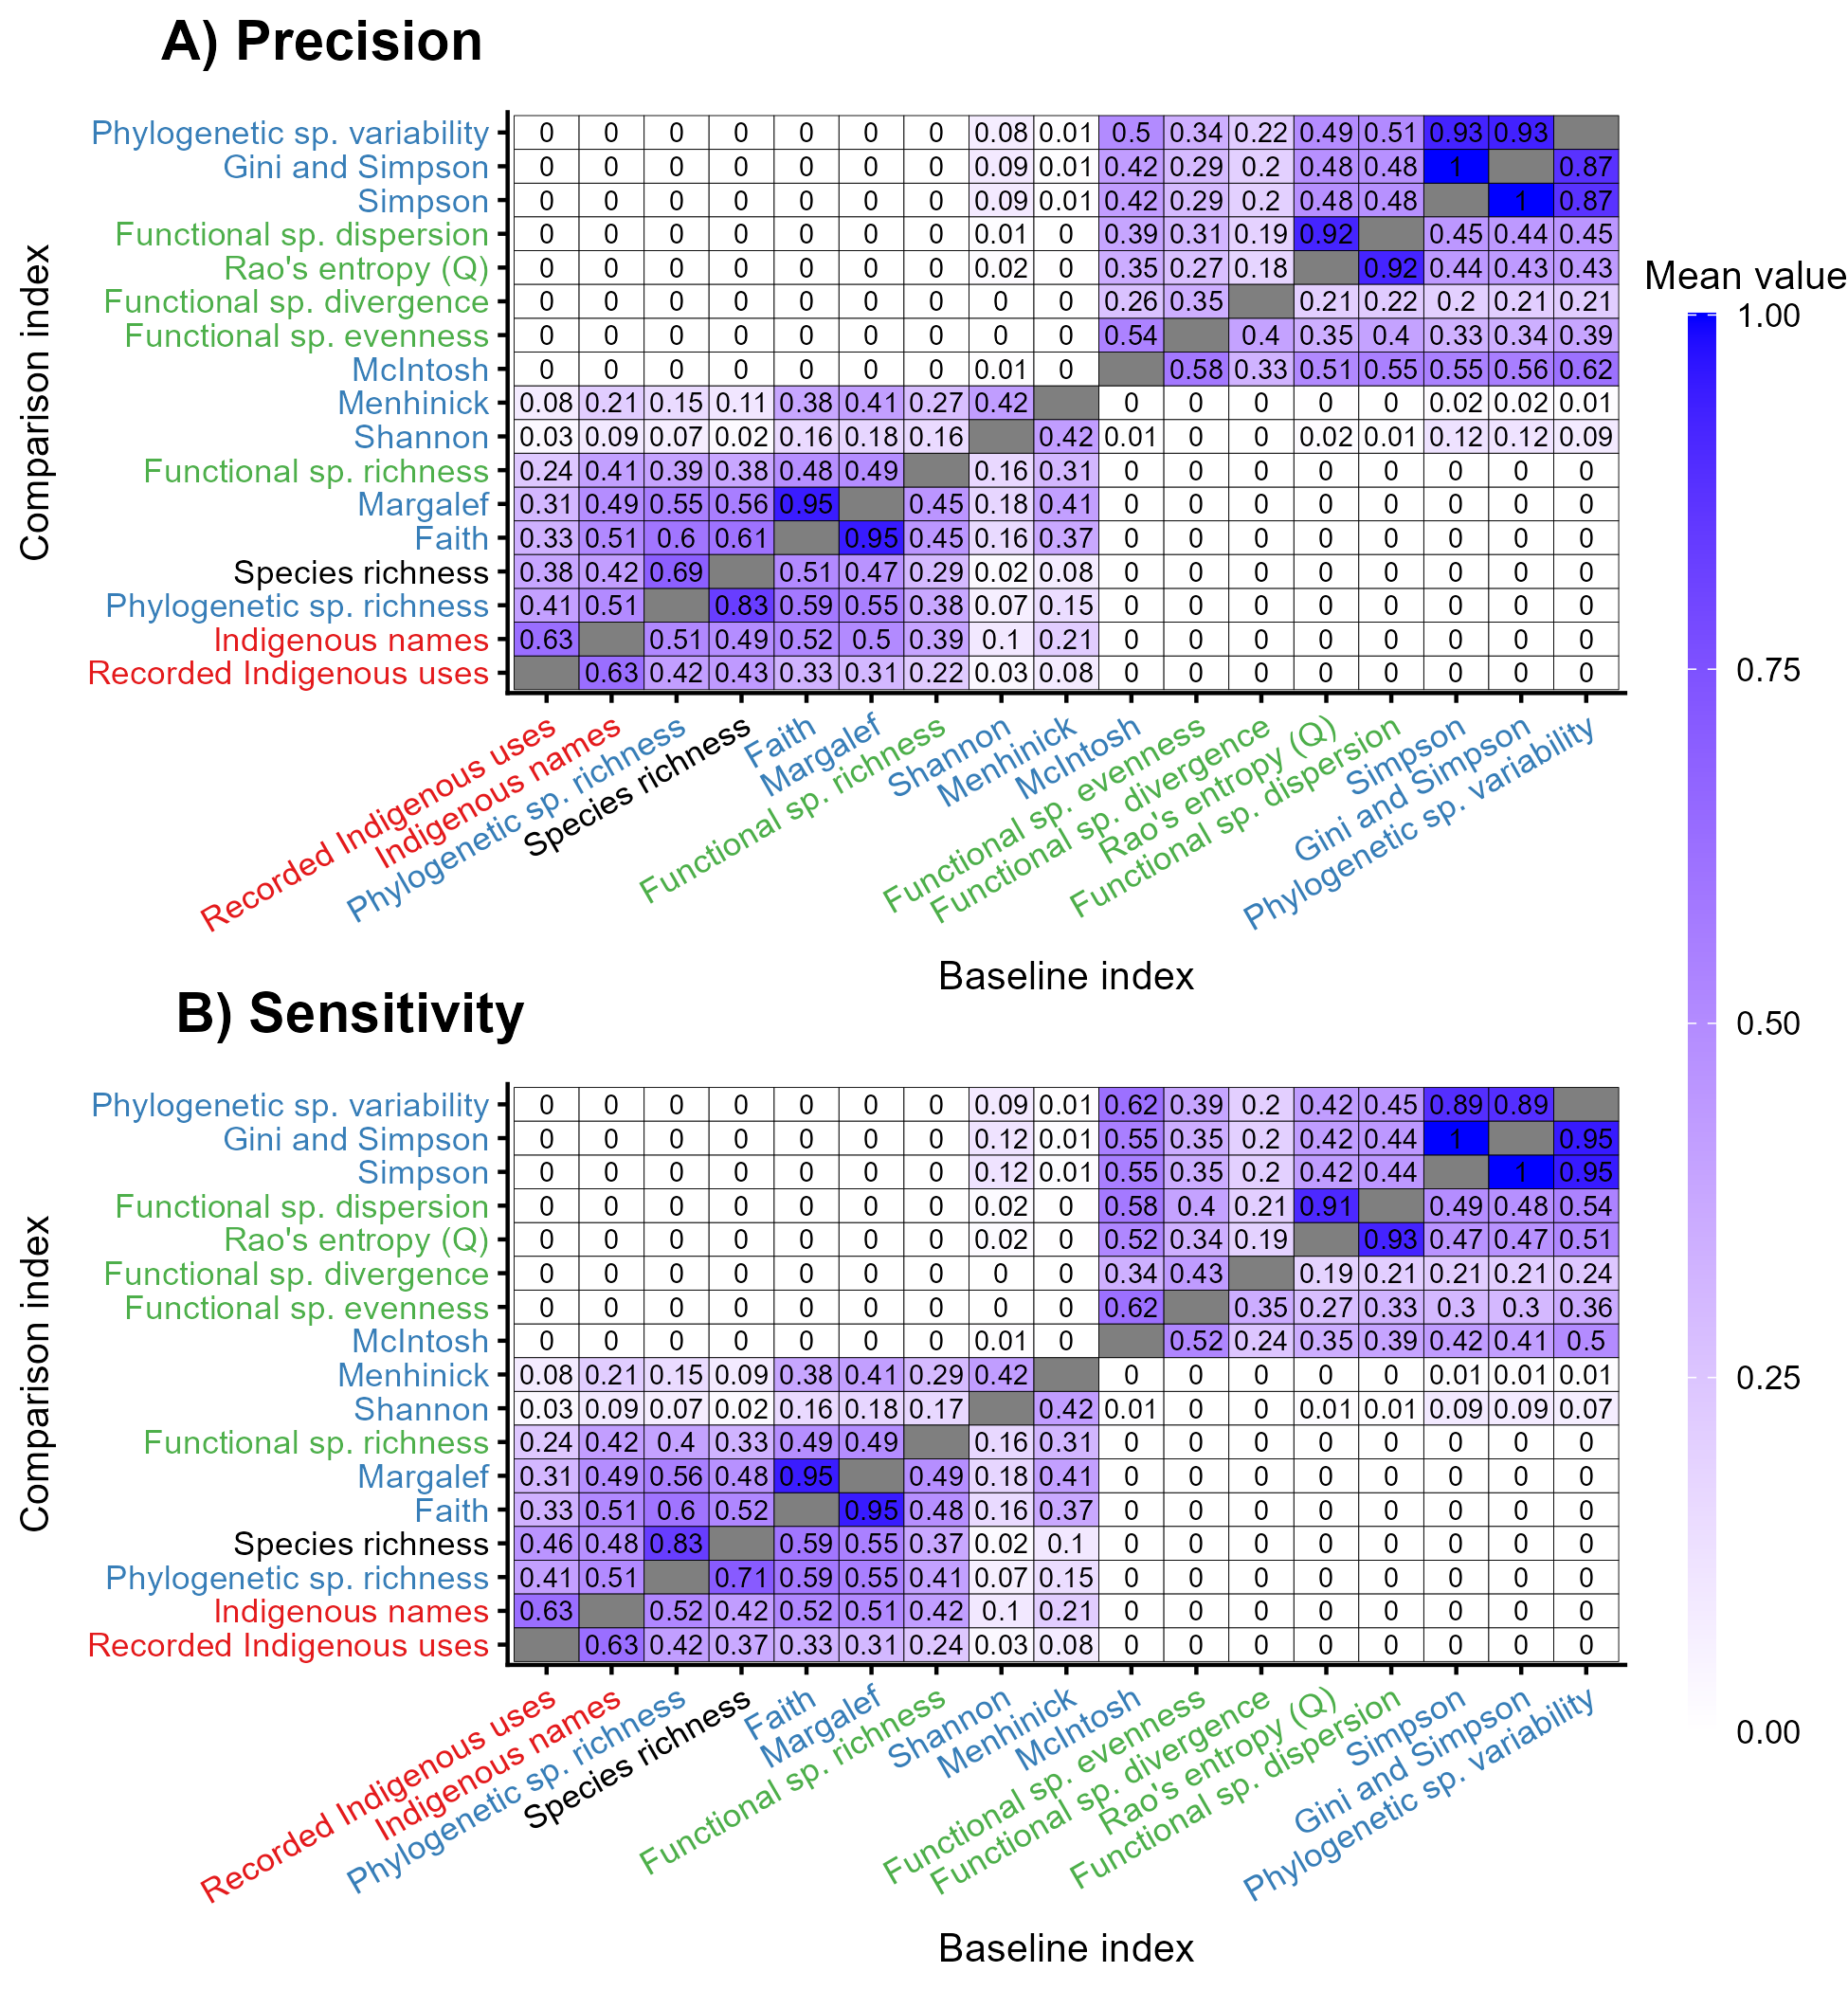 A) Precision
Comparison index
Phylogenetic sp. variability 0 0 0 0 0 0 0 0.08 0.01 0.5 0.34 0.22 0.49 0.51 0.93 0.93
Gini and Simpson 0 0 0 0 0 0 0 0.09 0.01 0.42 0.29 0.2 0.48 0.48 1 0.87
Simpson 0 0 0 0 0 0 0 0.09 0.01 0.42 0.29 0.2 0.48 0.48 1 0.87
Functional sp. dispersion 0 0 0 0 0 0 0 0.01 0 0.39 0.31 0.19 0.92 0.45 0.44 0.45
Rao's entropy (Q) 0 0 0 0 0 0 0 0.02 0 0.35 0.27 0.18 0.92 0.44 0.43 0.43
Functional sp. divergence 0 0 0 0 0 0 0 0 0 0.26 0.35 0.21 0.22 0.2 0.21 0.21
Functional sp. evenness 0 0 0 0 0 0 0 0 0 0.54 0.4 0.35 0.4 0.33 0.34 0.39
McIntosh 0 0 0 0 0 0 0 0.01 0 0.58 0.33 0.51 0.55 0.55 0.56 0.62
Menhinick 0.08 0.21 0.15 0.11 0.38 0.41 0.27 0.42 0 0 0 0 0 0.02 0.02 0.01
Shannon 0.03 0.09 0.07 0.02 0.16 0.18 0.16 0.42 0.01 0 0 0.02 0.01 0.12 0.12 0.09
Functional sp. richness 0.24 0.41 0.39 0.38 0.48 0.49 0.16 0.31 0 0 0 0 0 0 0 0
Margalef 0.31 0.49 0.55 0.56 0.95 0.45 0.18 0.41 0 0 0 0 0 0 0 0
Faith 0.33 0.51 0.6 0.61 0.95 0.45 0.16 0.37 0 0 0 0 0 0 0 0
Species richness 0.38 0.42 0.69 0.51 0.47 0.29 0.02 0.08 0 0 0 0 0 0 0 0
Phylogenetic sp. richness 0.41 0.51 0.83 0.59 0.55 0.38 0.07 0.15 0 0 0 0 0 0 0 0
Indigenous names 0.63 0.51 0.49 0.52 0.5 0.39 0.1 0.21 0 0 0 0 0 0 0 0
Recorded Indigenous uses 0.63 0.42 0.43 0.33 0.31 0.22 0.03 0.08 0 0 0 0 0 0 0 0
Recorded Indigenous uses
Indigenous names
Phylogenetic sp. richness
Species richness
Faith
Margalef
Functional sp. richness
Shannon
Menhinick
McIntosh
Functional sp. evenness
Functional sp. divergence
Rao's entropy (Q)
Functional sp. dispersion
Simpson
Gini and Simpson
Phylogenetic sp. variability
Baseline index
Mean value
1.00
0.75
0.50
0.25
0.00
B) Sensitivity
Comparison index
Phylogenetic sp. variability 0 0 0 0 0 0 0 0.09 0.01 0.62 0.39 0.2 0.42 0.45 0.89 0.89
Gini and Simpson 0 0 0 0 0 0 0 0.12 0.01 0.55 0.35 0.2 0.42 0.44 1 0.95
Simpson 0 0 0 0 0 0 0 0.12 0.01 0.55 0.35 0.2 0.42 0.44 1 0.95
Functional sp. dispersion 0 0 0 0 0 0 0 0.02 0 0.58 0.4 0.21 0.91 0.49 0.48 0.54
Rao's entropy (Q) 0 0 0 0 0 0 0 0.02 0 0.52 0.34 0.19 0.93 0.47 0.47 0.51
Functional sp. divergence 0 0 0 0 0 0 0 0 0 0.34 0.43 0.19 0.21 0.21 0.21 0.24
Functional sp. evenness 0 0 0 0 0 0 0 0 0 0.62 0.35 0.27 0.33 0.3 0.3 0.36
McIntosh 0 0 0 0 0 0 0 0.01 0 0.52 0.24 0.35 0.39 0.42 0.41 0.5
Menhinick 0.08 0.21 0.15 0.09 0.38 0.41 0.29 0.42 0 0 0 0 0 0.01 0.01 0.01
Shannon 0.03 0.09 0.07 0.02 0.16 0.18 0.17 0.42 0.01 0 0 0.01 0.01 0.09 0.09 0.07
Functional sp. richness 0.24 0.42 0.4 0.33 0.49 0.49 0.16 0.31 0 0 0 0 0 0 0 0
Margalef 0.31 0.49 0.56 0.48 0.95 0.49 0.18 0.41 0 0 0 0 0 0 0 0
Faith 0.33 0.51 0.6 0.52 0.95 0.48 0.16 0.37 0 0 0 0 0 0 0 0
Species richness 0.46 0.48 0.83 0.59 0.55 0.37 0.02 0.1 0 0 0 0 0 0 0 0
Phylogenetic sp. richness 0.41 0.51 0.71 0.59 0.55 0.41 0.07 0.15 0 0 0 0 0 0 0 0
Indigenous names 0.63 0.52 0.42 0.52 0.51 0.42 0.1 0.21 0 0 0 0 0 0 0 0
Recorded Indigenous uses 0.63 0.42 0.37 0.33 0.31 0.24 0.03 0.08 0 0 0 0 0 0 0 0
Recorded Indigenous uses
Indigenous names
Phylogenetic sp. richness
Species richness
Faith
Margalef
Functional sp. richness
Shannon
Menhinick
McIntosh
Functional sp. evenness
Functional sp. divergence
Rao's entropy (Q)
Functional sp. dispersion
Simpson
Gini and Simpson
Phylogenetic sp. variability
Baseline index